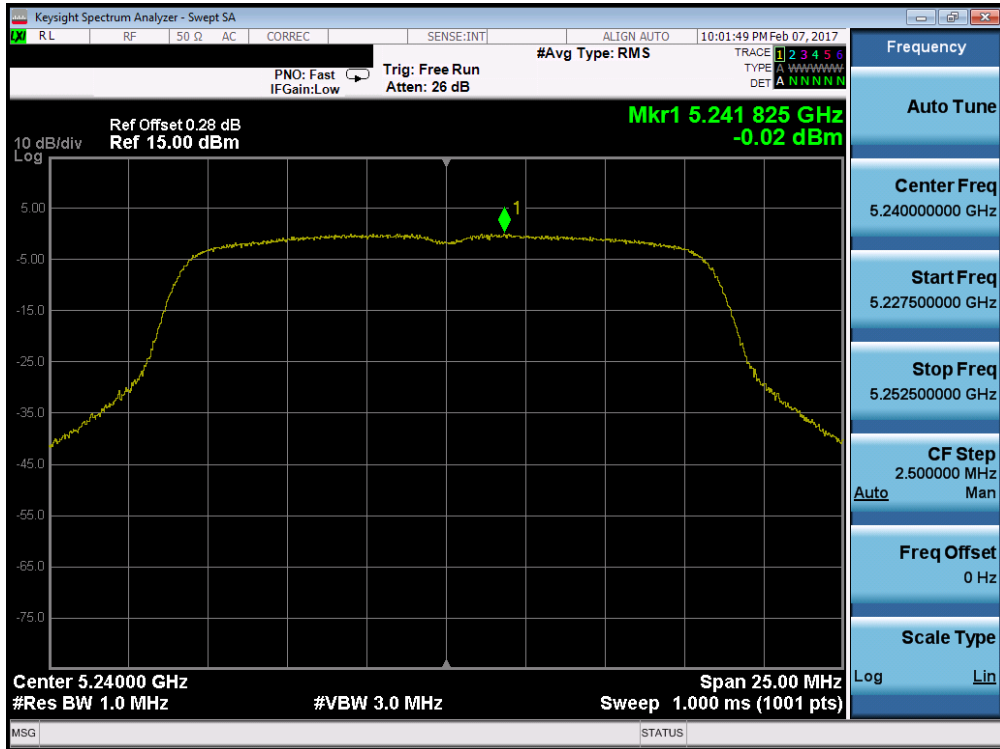 Keysight Spectrum Analyzer - Swept SA
LXI RL RF 50 Ω AC CORREC SENSE:INT ALIGN AUTO 10:01:49 PM Feb 07, 2017
PNO: Fast
IFGain:Low
Trig: Free Run
Atten: 26 dB
#Avg Type: RMS
TRACE 1 2 3 4 5 6
TYPE A WWWWW
DET A N N N N N
Mkr1 5.241 825 GHz
-0.02 dBm
Ref Offset 0.28 dB
10 dB/div Ref 15.00 dBm
Log
1
5.00
-5.00
-15.0
-25.0
-35.0
-45.0
-55.0
-65.0
-75.0
Center 5.24000 GHz Span 25.00 MHz
#Res BW 1.0 MHz #VBW 3.0 MHz Sweep 1.000 ms (1001 pts)
MSG STATUS
Frequency
Auto Tune
Center Freq
5.240000000 GHz
Start Freq
5.227500000 GHz
Stop Freq
5.252500000 GHz
CF Step
2.500000 MHz
Auto Man
Freq Offset
0 Hz
Scale Type
Log Lin